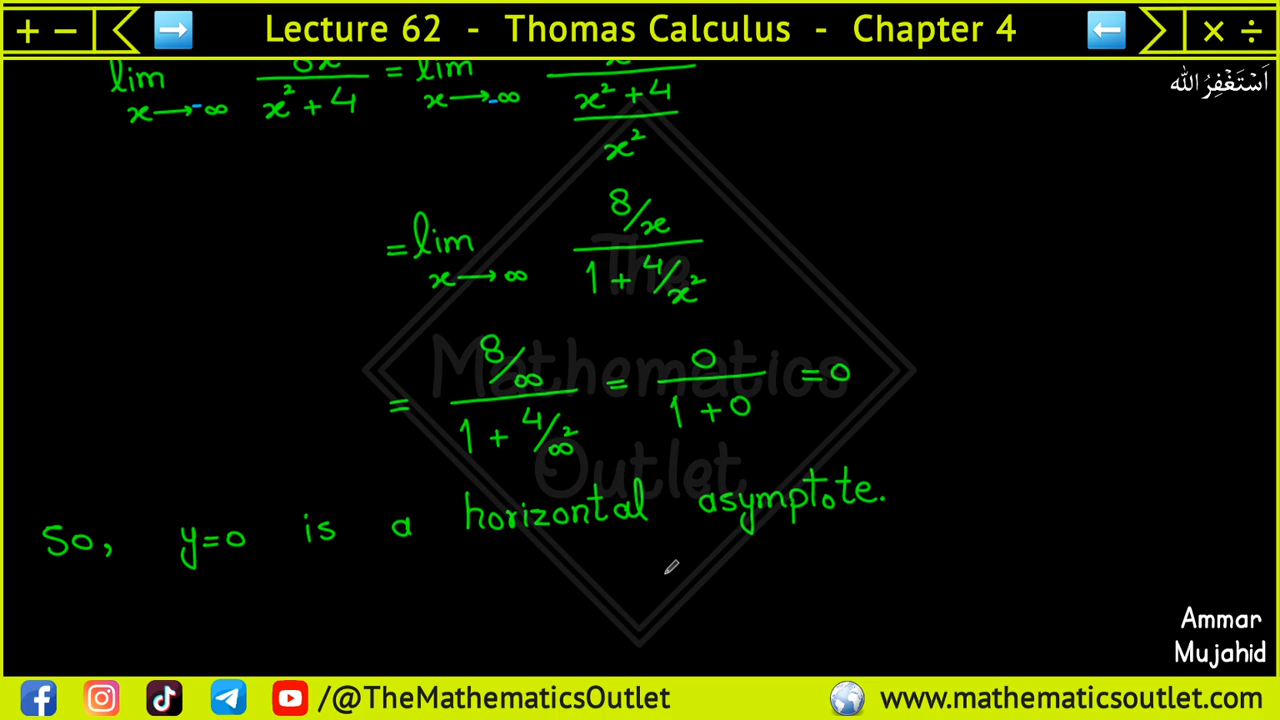 + − Lecture 62 - Thomas Calculus - Chapter 4 × ÷
اَسْتَغْفِرُ اللّٰه
lim x→-∞ 8x/(x²+4) = lim x→-∞ x²+4/x²
= lim x→∞ (8/x)/(1+4/x²)
= (8/∞)/(1+4/∞²) = 0/(1+0) = 0
So, y=0 is a horizontal asymptote.
The
Mathematics
Outlet
Ammar
Mujahid
/@TheMathematicsOutlet www.mathematicsoutlet.com